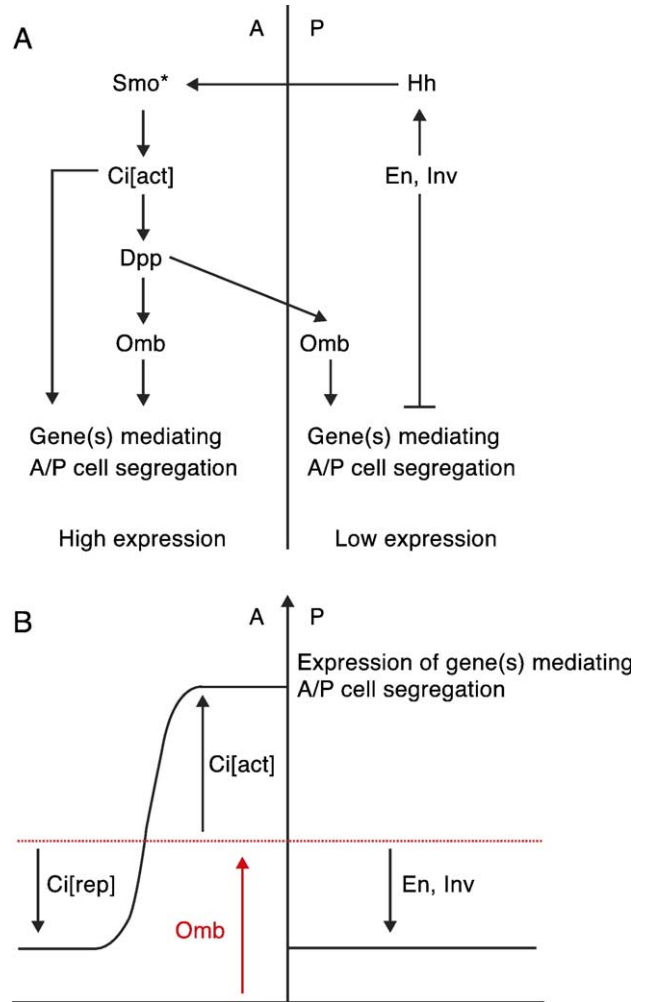 A
A P
Smo* Hh
Ci[act] En, Inv
Dpp
Omb Omb
Gene(s) mediating Gene(s) mediating
A/P cell segregation A/P cell segregation
High expression Low expression
B
A P
Expression of gene(s) mediating
A/P cell segregation
Ci[act]
Ci[rep] En, Inv
Omb